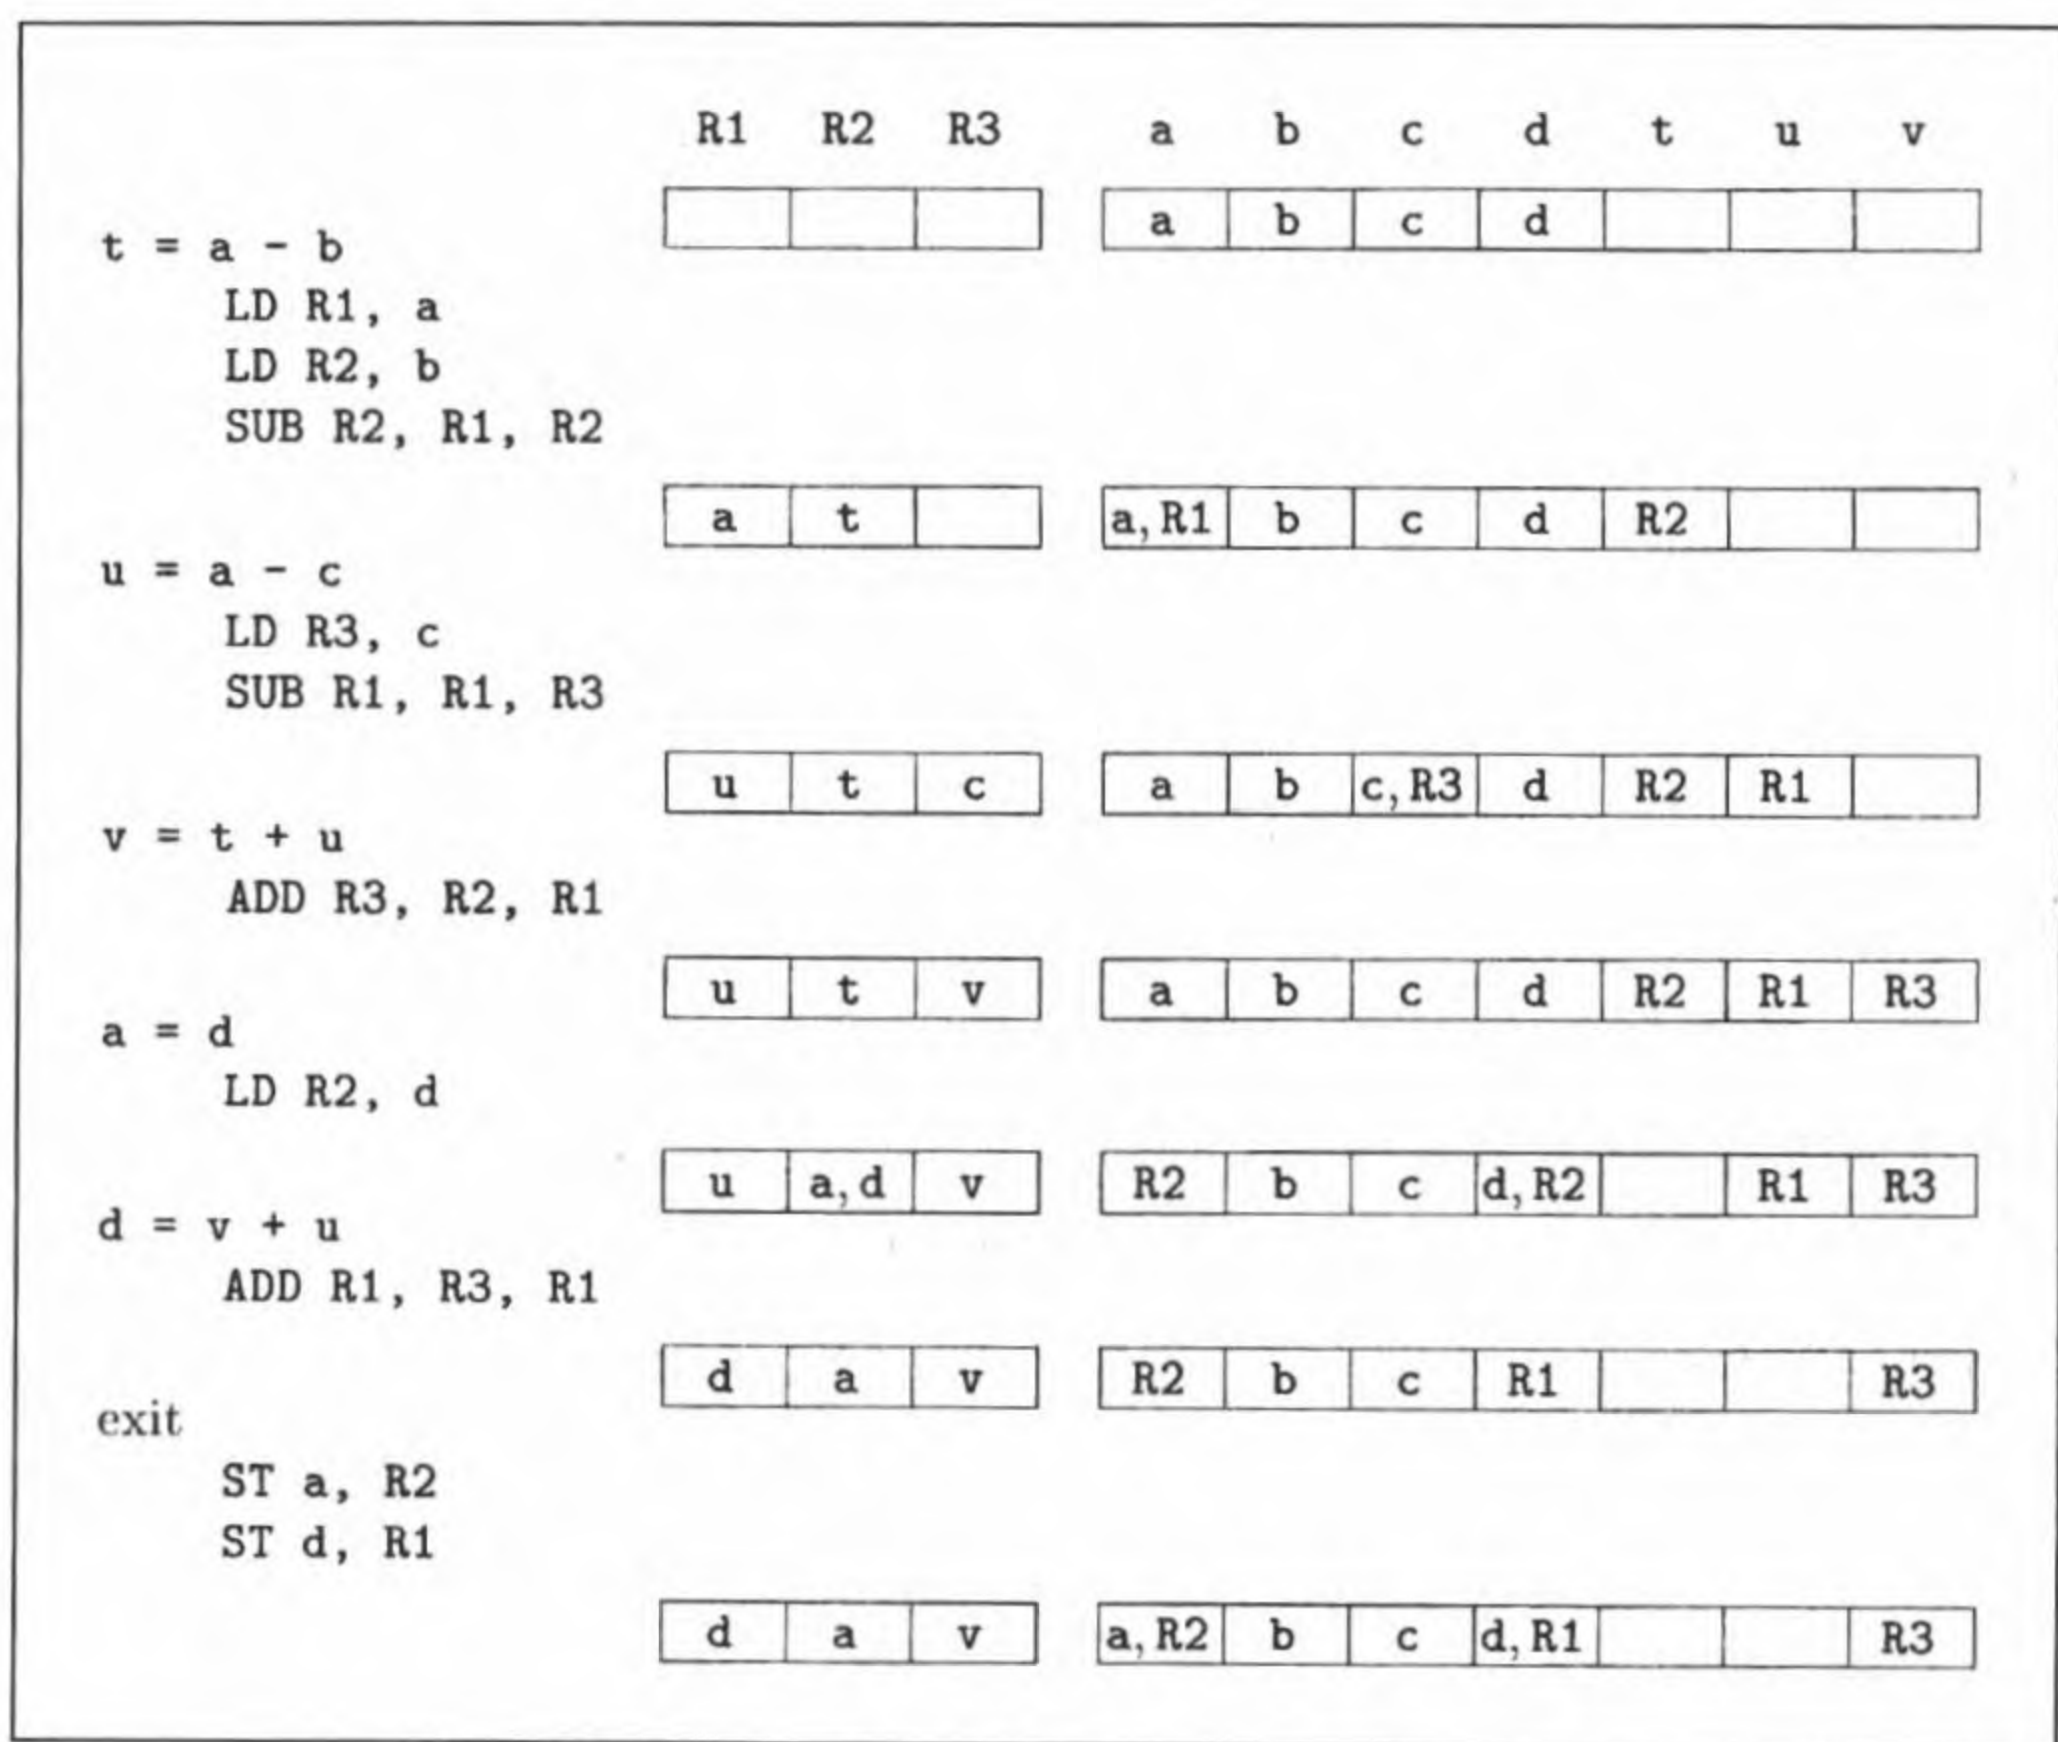 R1 R2 R3 a b c d t u v
a b c d
t = a - b
LD R1, a
LD R2, b
SUB R2, R1, R2
a t a, R1 b c d R2
u = a - c
LD R3, c
SUB R1, R1, R3
u t c a b c, R3 d R2 R1
v = t + u
ADD R3, R2, R1
u t v a b c d R2 R1 R3
a = d
LD R2, d
u a, d v R2 b c d, R2 R1 R3
d = v + u
ADD R1, R3, R1
d a v R2 b c R1 R3
exit
ST a, R2
ST d, R1
d a v a, R2 b c d, R1 R3